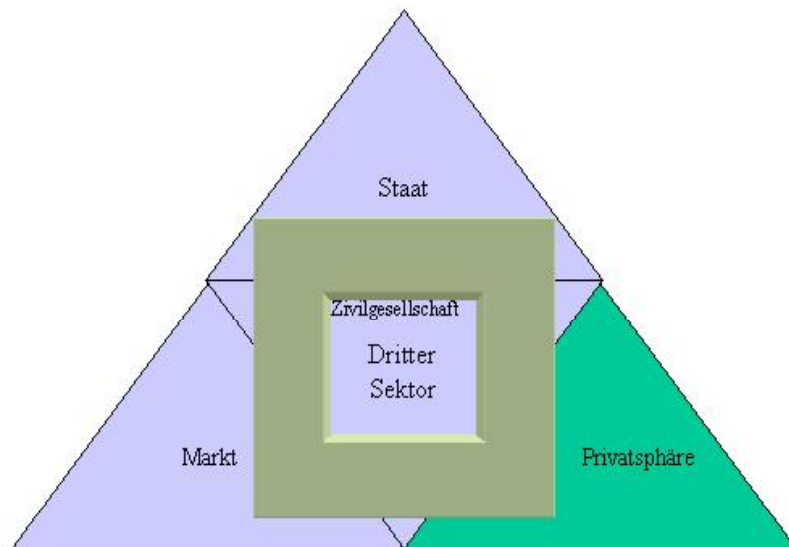 Staat
Zivilgesellschaft
Dritter
Sektor
Markt
Privatsphäre